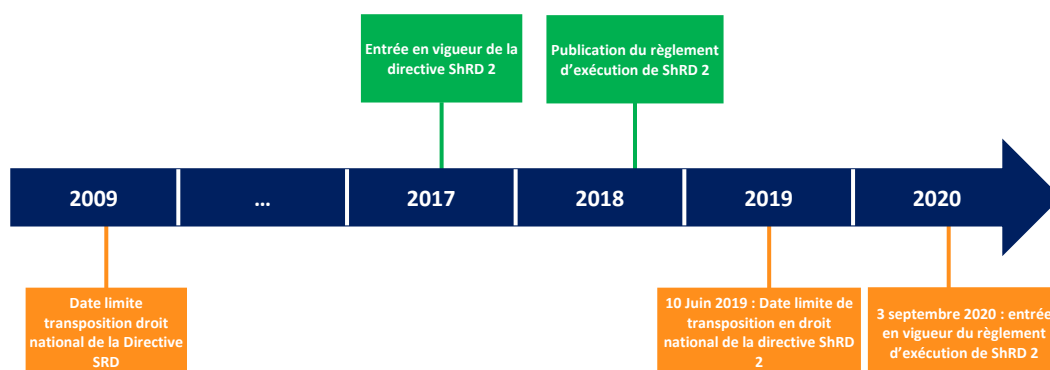 Entrée en vigueur de la
directive ShRD 2
Publication du règlement
d'exécution de ShRD 2
2009
...
2017
2018
2019
2020
Date limite
transposition droit
national de la Directive
SRD
10 Juin 2019 : Date limite de
transposition en droit
national de la directive ShRD
2
3 septembre 2020 : entrée
en vigueur du règlement
d'exécution de ShRD 2